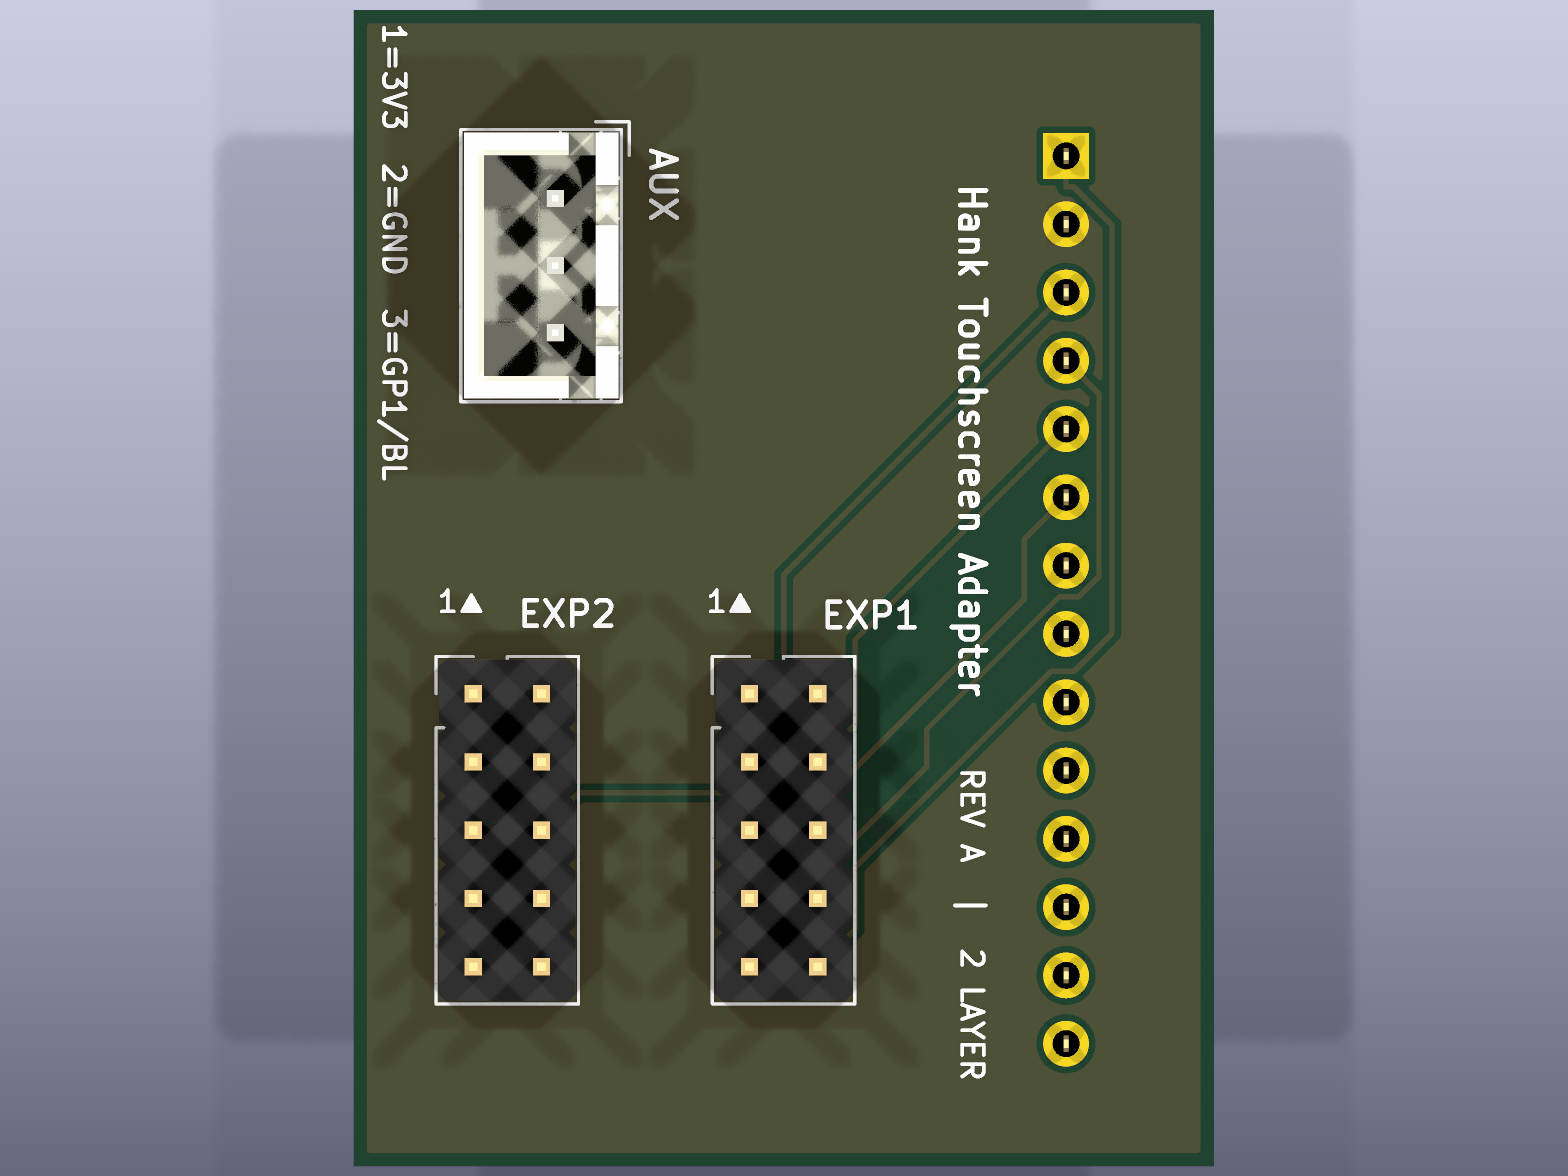 1=3V3 2=GND 3=GP1/BL
AUX
Hank Touchscreen Adapter REV A | 2 LAYER
1▲ EXP2
1▲ EXP1